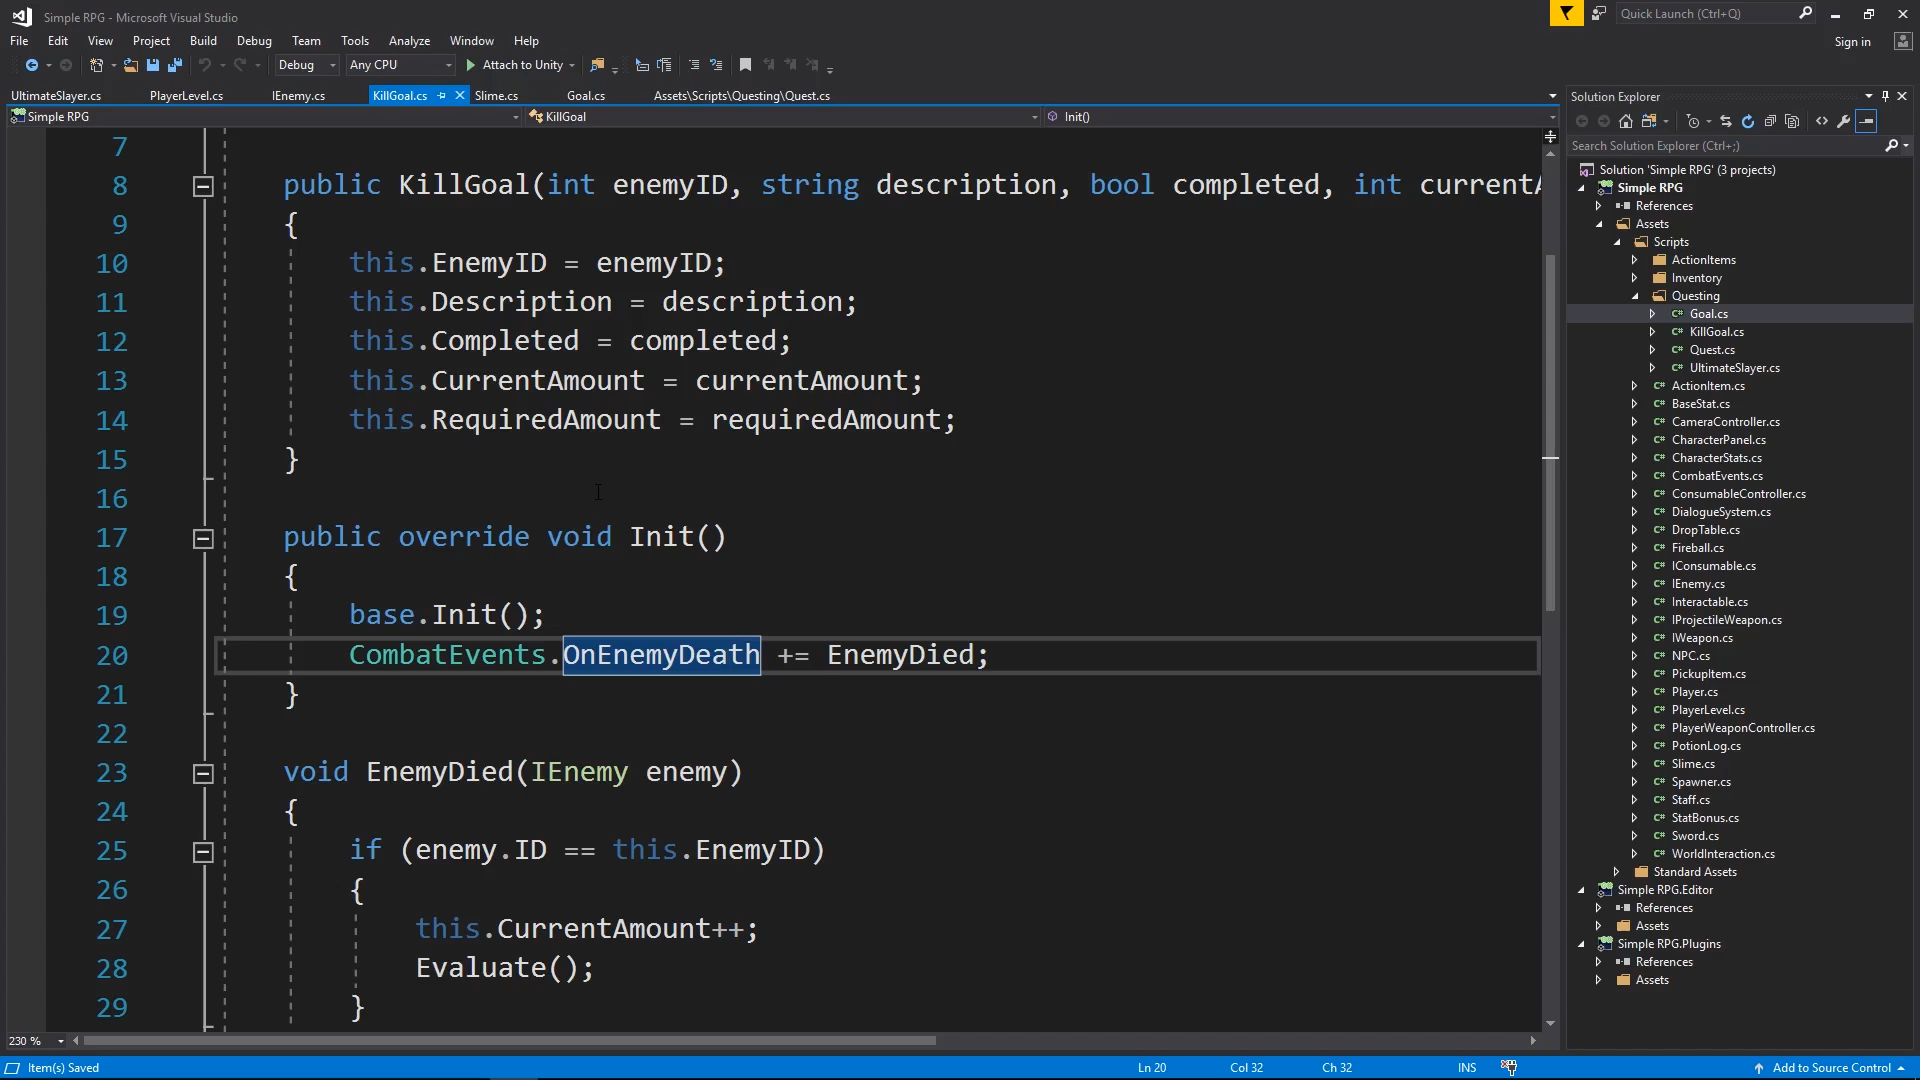 Simple RPG - Microsoft Visual Studio
Quick Launch (Ctrl+Q)
File Edit View Project Build Debug Team Tools Analyze Window Help
Sign in
Debug Any CPU Attach to Unity
UltimateSlayer.cs PlayerLevel.cs IEnemy.cs KillGoal.cs Slime.cs Goal.cs Assets\Scripts\Questing\Quest.cs
Simple RPG KillGoal Init()
7
8 public KillGoal(int enemyID, string description, bool completed, int currentA
9 {
10 this.EnemyID = enemyID;
11 this.Description = description;
12 this.Completed = completed;
13 this.CurrentAmount = currentAmount;
14 this.RequiredAmount = requiredAmount;
15 }
16
17 public override void Init()
18 {
19 base.Init();
20 CombatEvents.OnEnemyDeath += EnemyDied;
21 }
22
23 void EnemyDied(IEnemy enemy)
24 {
25 if (enemy.ID == this.EnemyID)
26 {
27 this.CurrentAmount++;
28 Evaluate();
29 }
230 %
Solution Explorer
Search Solution Explorer (Ctrl+;)
Solution 'Simple RPG' (3 projects)
Simple RPG
References
Assets
Scripts
ActionItems
Inventory
Questing
C# Goal.cs
C# KillGoal.cs
C# Quest.cs
C# UltimateSlayer.cs
C# ActionItem.cs
C# BaseStat.cs
C# CameraController.cs
C# CharacterPanel.cs
C# CharacterStats.cs
C# CombatEvents.cs
C# ConsumableController.cs
C# DialogueSystem.cs
C# DropTable.cs
C# Fireball.cs
C# IConsumable.cs
C# IEnemy.cs
C# Interactable.cs
C# IProjectileWeapon.cs
C# IWeapon.cs
C# NPC.cs
C# PickupItem.cs
C# Player.cs
C# PlayerLevel.cs
C# PlayerWeaponController.cs
C# PotionLog.cs
C# Slime.cs
C# Spawner.cs
C# Staff.cs
C# StatBonus.cs
C# Sword.cs
C# WorldInteraction.cs
Standard Assets
Simple RPG.Editor
References
Assets
Simple RPG.Plugins
References
Assets
Item(s) Saved Ln 20 Col 32 Ch 32 INS Add to Source Control